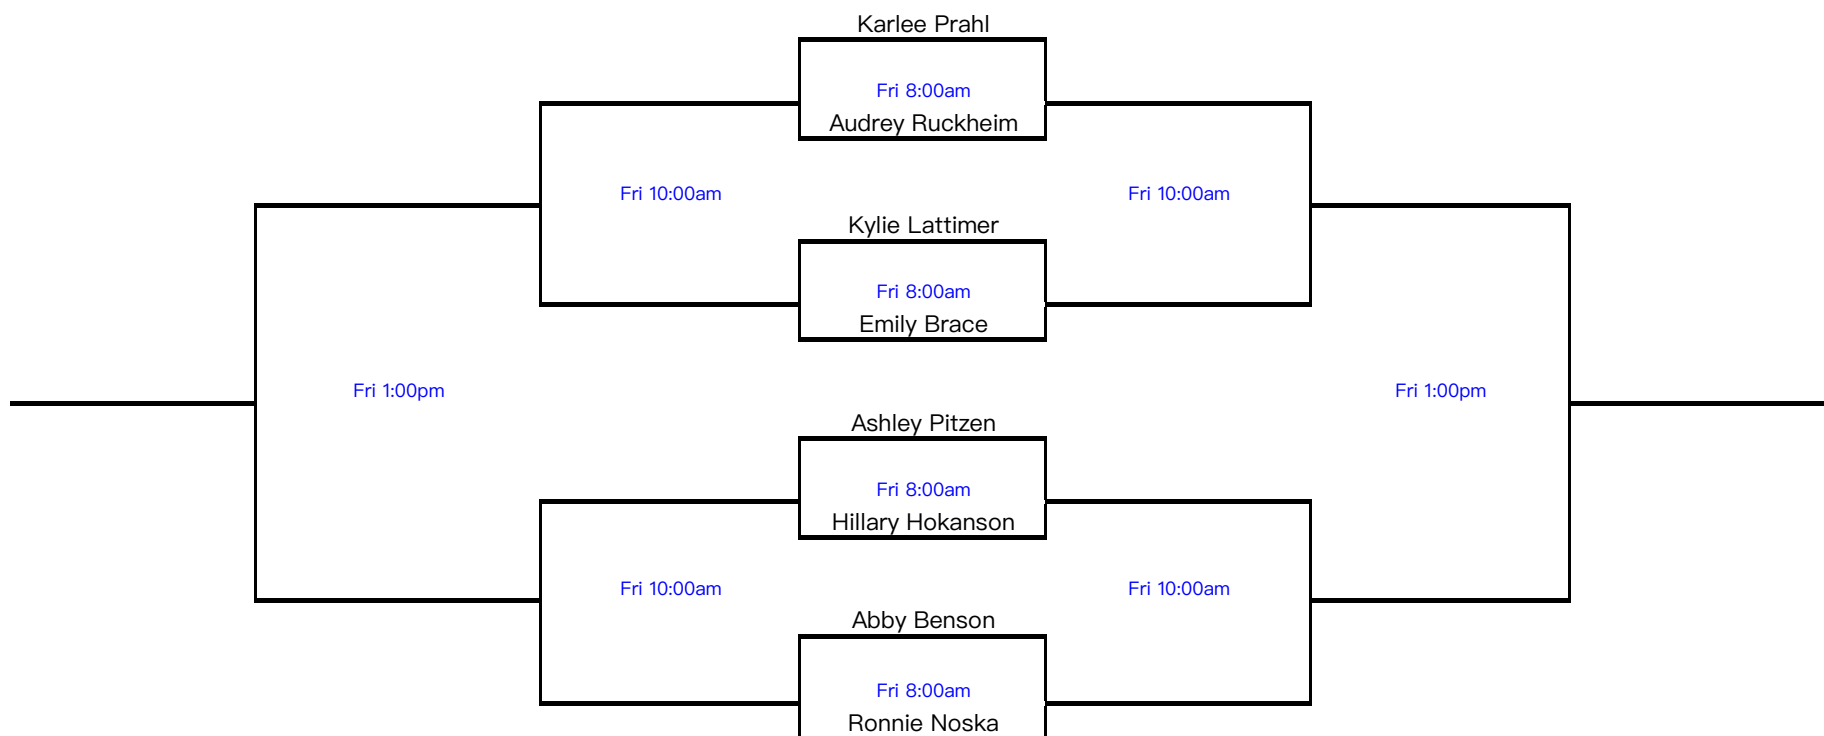 Karlee Prahl
Fri 8:00am
Audrey Ruckheim
Fri 10:00am
Fri 10:00am
Kylie Lattimer
Fri 8:00am
Emily Brace
Fri 1:00pm
Fri 1:00pm
Ashley Pitzen
Fri 8:00am
Hillary Hokanson
Fri 10:00am
Fri 10:00am
Abby Benson
Fri 8:00am
Ronnie Noska